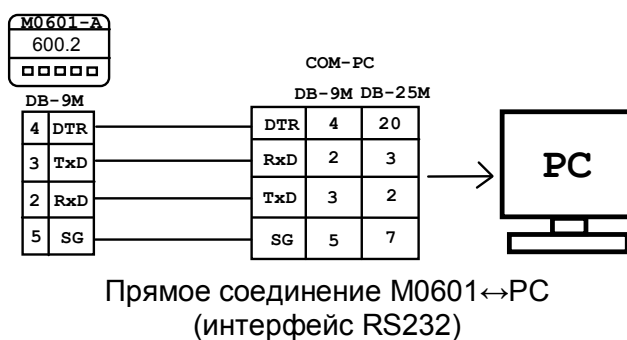 M0601-A
600.2
COM-PC
DB-9M
DB-9M DB-25M
4 DTR
DTR 4 20
3 TxD
RxD 2 3
2 RxD
TxD 3 2
5 SG
SG 5 7
PC
Прямое соединение M0601↔PC
(интерфейс RS232)